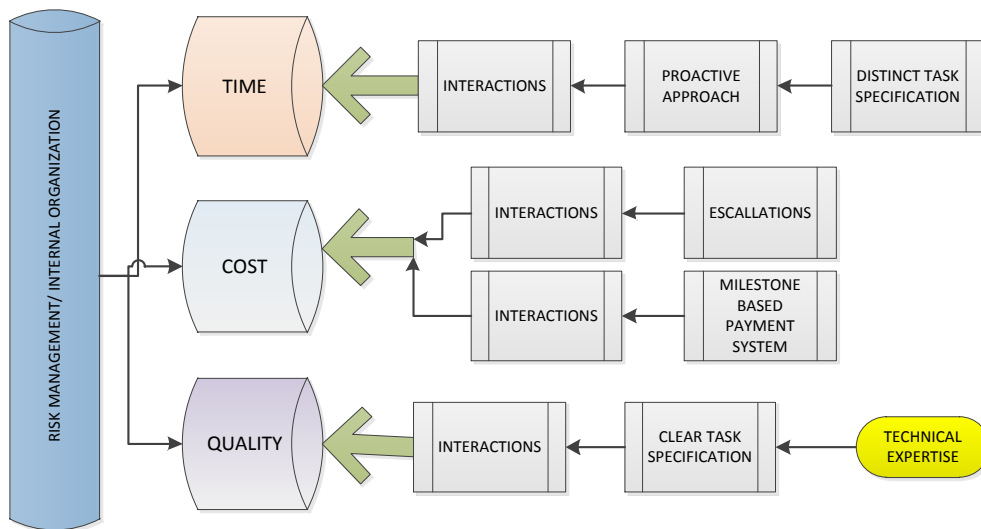 RISK MANAGEMENT/ INTERNAL ORGANIZATION
TIME
INTERACTIONS
PROACTIVE
APPROACH
DISTINCT TASK
SPECIFICATION
COST
INTERACTIONS
ESCALLATIONS
INTERACTIONS
MILESTONE
BASED
PAYMENT
SYSTEM
QUALITY
INTERACTIONS
CLEAR TASK
SPECIFICATION
TECHNICAL
EXPERTISE